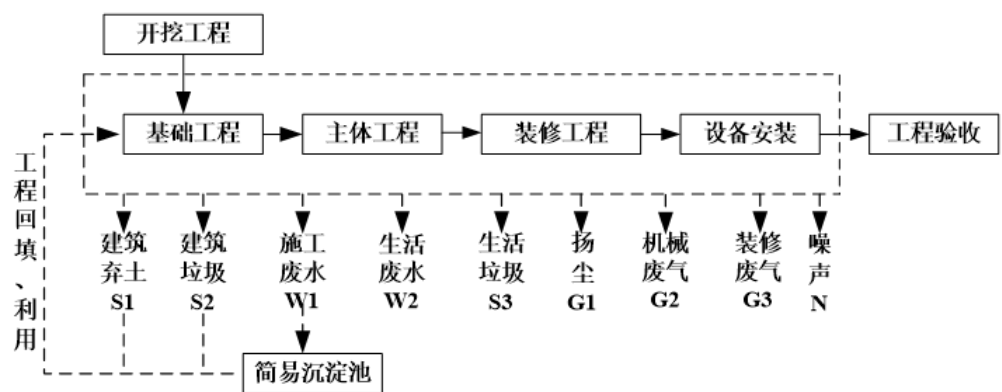 开挖工程
基础工程
主体工程
装修工程
设备安装
工程验收
工程回填、利用
建筑
弃土
S1
建筑
垃圾
S2
施工
废水
W1
生活
废水
W2
生活
垃圾
S3
扬
尘
G1
机械
废气
G2
装修
废气
G3
噪
声
N
简易沉淀池